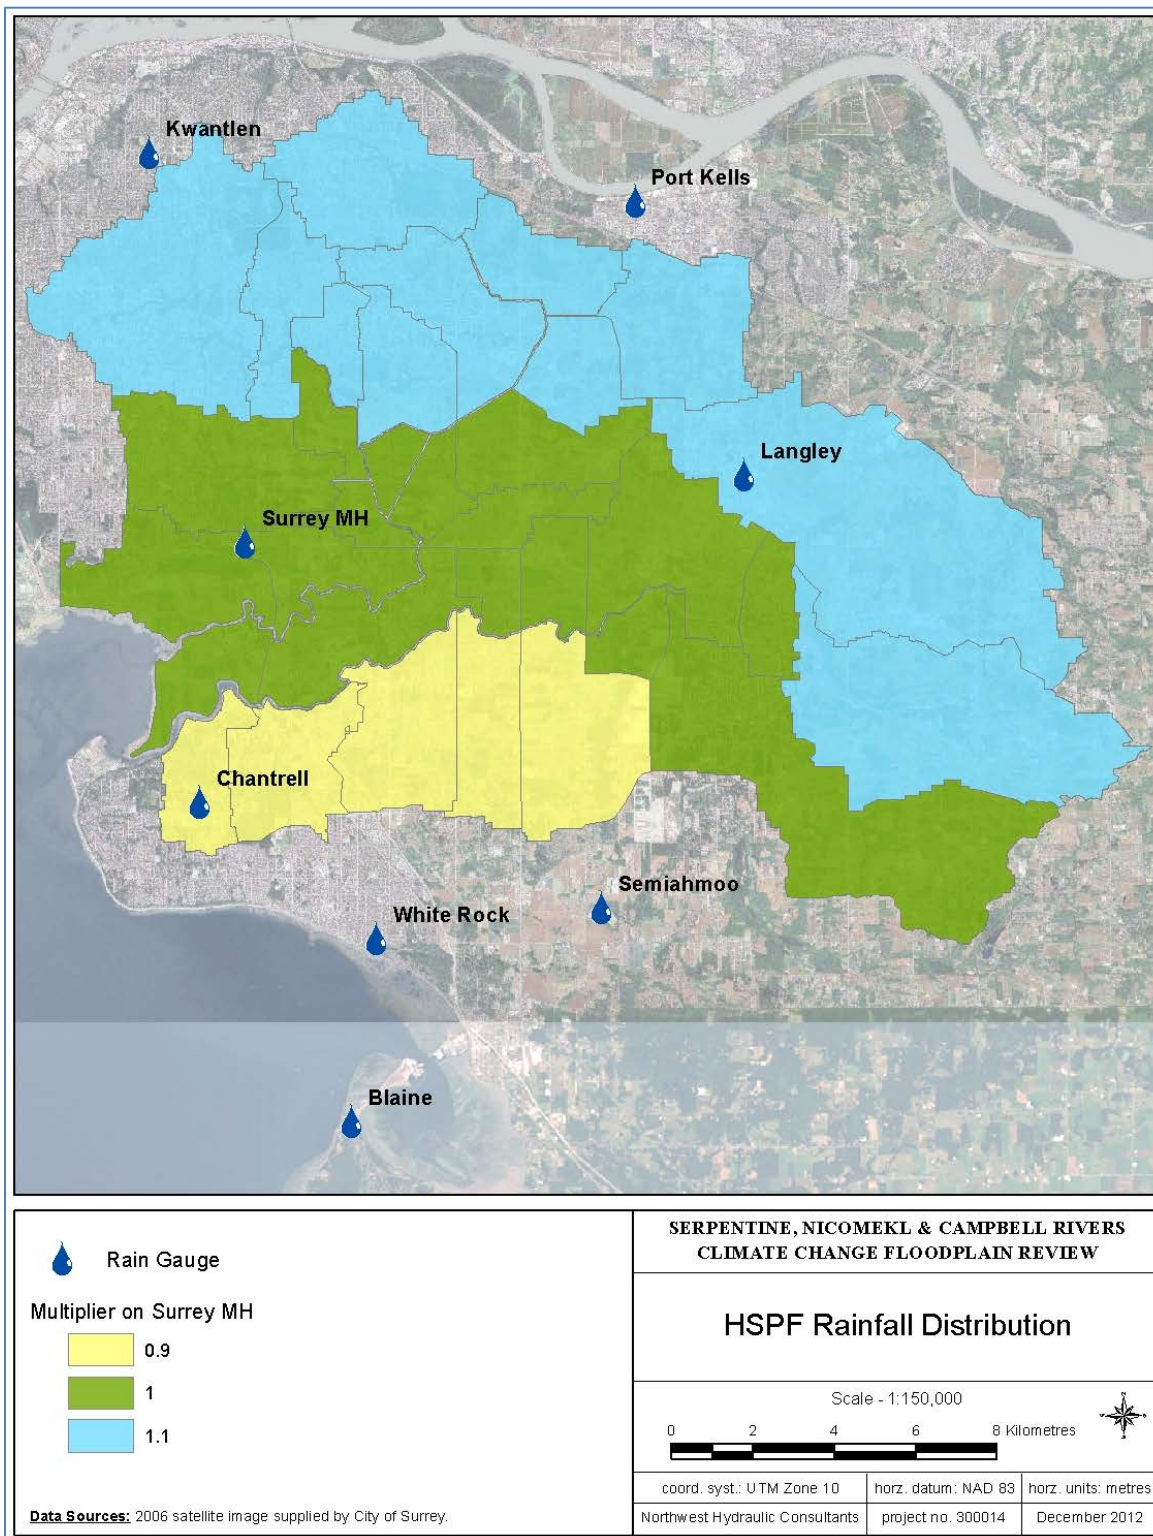 Kwantlen
Port Kells
Langley
Surrey MH
Chantrell
Semiahmoo
White Rock
Blaine
Rain Gauge
Multiplier on Surrey MH
0.9
1
1.1
Data Sources: 2006 satellite image supplied by City of Surrey.
SERPENTINE, NICOMEKL & CAMPBELL RIVERS
CLIMATE CHANGE FLOODPLAIN REVIEW
HSPF Rainfall Distribution
Scale - 1:150,000
0 2 4 6 8 Kilometres
coord. syst.: UTM Zone 10 horz. datum: NAD 83 horz. units: metres
Northwest Hydraulic Consultants project no. 300014 December 2012